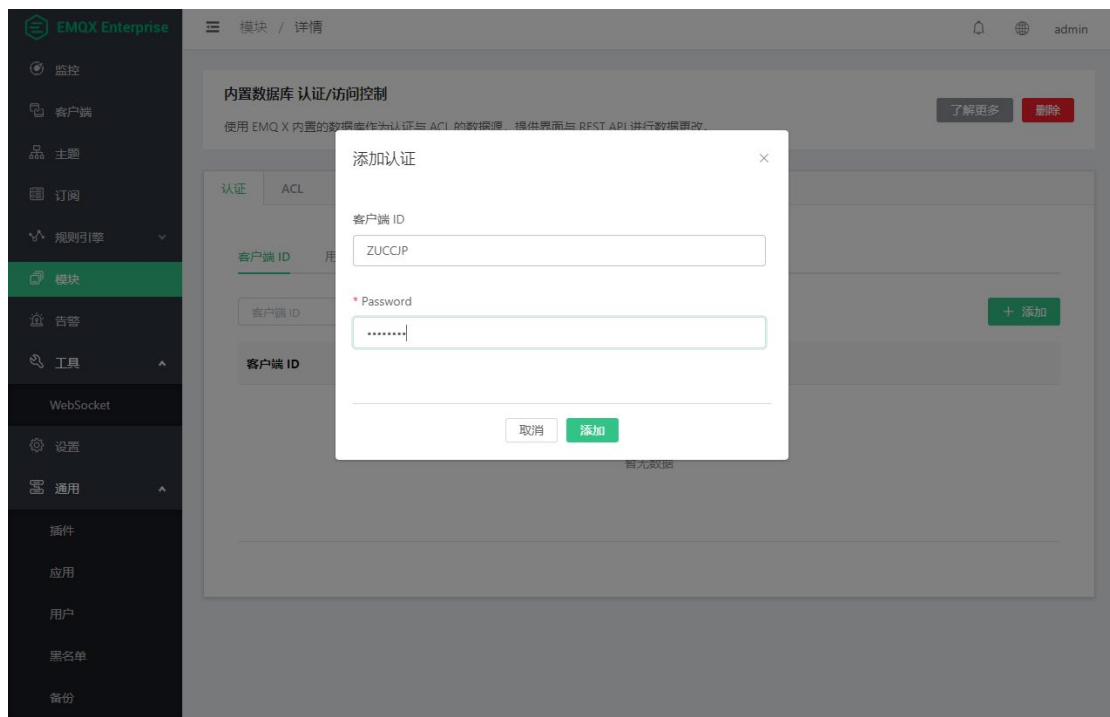 EMQX Enterprise
模块 / 详情
admin
监控
客户端
主题
订阅
规则引擎
模块
告警
工具
WebSocket
设置
通用
插件
应用
用户
黑名单
备份
内置数据库 认证/访问控制
使用 EMQ X 内置的数据库作为认证与 ACL 的数据源，提供界面与 REST API 进行数据更改。
了解更多
删除
认证
ACL
客户端 ID
用
客户端 ID
添加
客户端 ID
暂无数据
添加认证
客户端 ID
ZUCCJP
* Password
••••••••
取消
添加